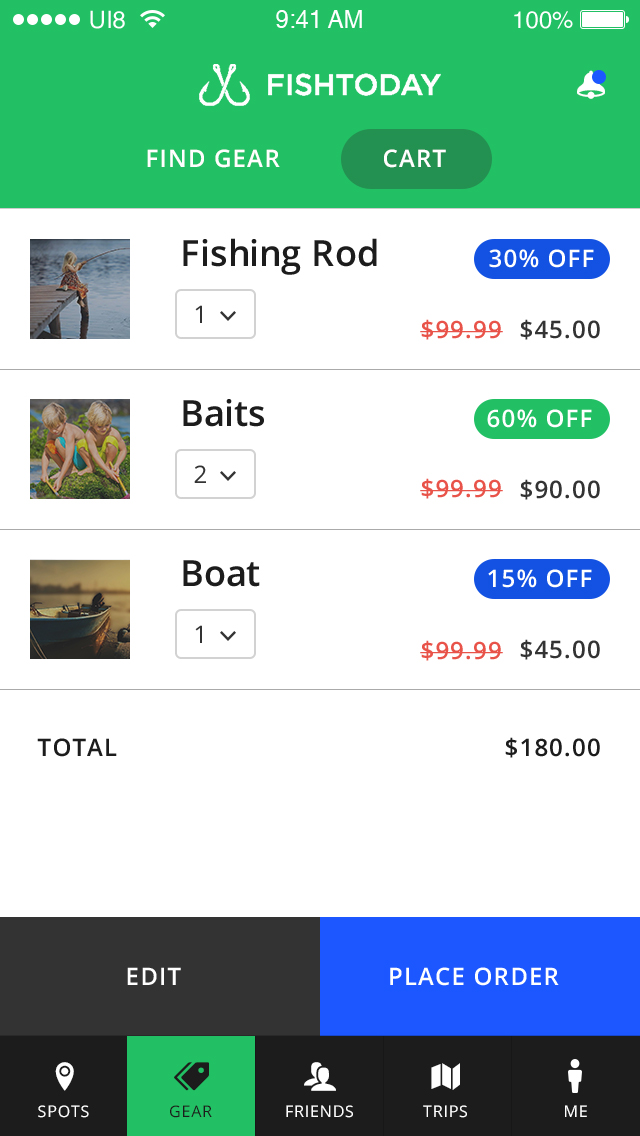 UI8 9:41 AM 100%
FISHTODAY
FIND GEAR CART
Fishing Rod 30% OFF
1 $99.99 $45.00
Baits 60% OFF
2 $99.99 $90.00
Boat 15% OFF
1 $99.99 $45.00
TOTAL $180.00
EDIT PLACE ORDER
SPOTS GEAR FRIENDS TRIPS ME